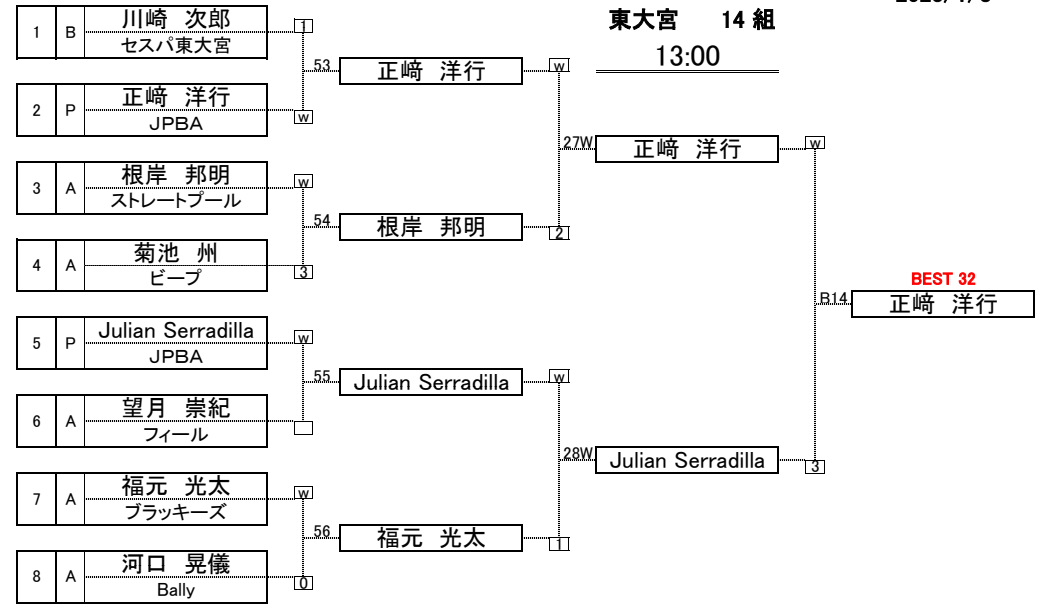 東大宮 14 組
13:00
1 B 川崎 次郎 1
セスパ東大宮
53 正﨑 洋行 W
2 P 正﨑 洋行 W
JPBA
27W 正﨑 洋行 W
3 A 根岸 邦明 W
ストレートプール
54 根岸 邦明 2
4 A 菊池 州 3
ビープ
BEST 32
B14 正﨑 洋行
5 P Julian Serradilla W
JPBA
55 Julian Serradilla W
6 A 望月 崇紀
フィール
28W Julian Serradilla 3
7 A 福元 光太 W
ブラッキーズ
56 福元 光太 1
8 A 河口 晃儀 0
Bally